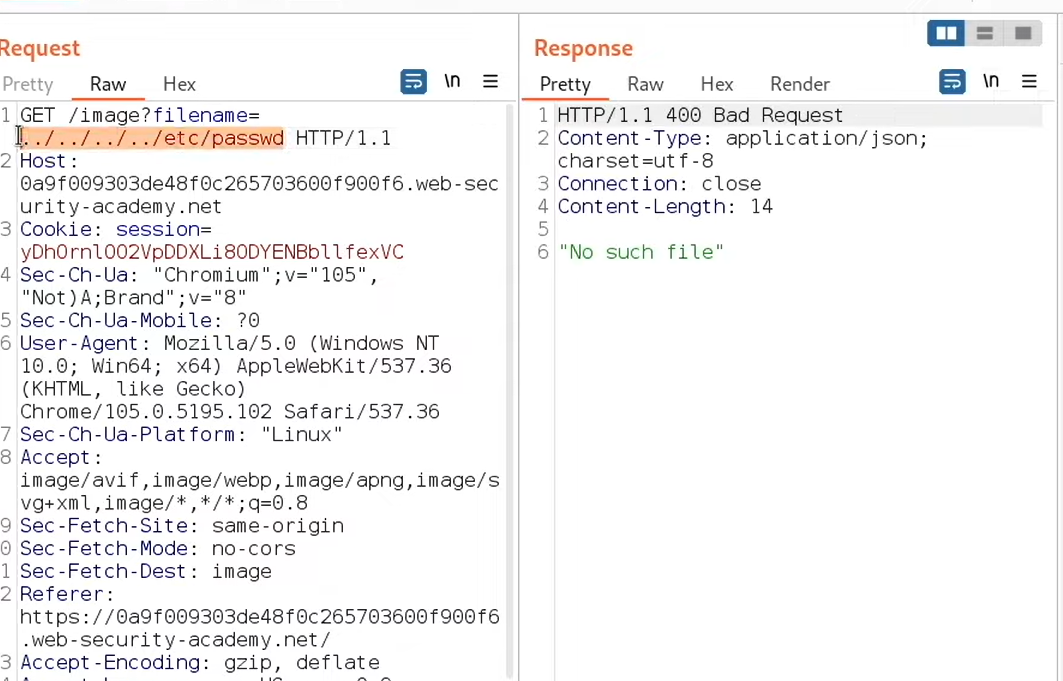 Request
Pretty Raw Hex \n
1 GET /image?filename=
../../../../etc/passwd HTTP/1.1
2 Host:
0a9f009303de48f0c265703600f900f6.web-sec
urity-academy.net
3 Cookie: session=
yDhOrnlOO2VpDDXLi8ODYENBbllfexVC
4 Sec-Ch-Ua: "Chromium";v="105",
"Not)A;Brand";v="8"
5 Sec-Ch-Ua-Mobile: ?0
6 User-Agent: Mozilla/5.0 (Windows NT
10.0; Win64; x64) AppleWebKit/537.36
(KHTML, like Gecko)
Chrome/105.0.5195.102 Safari/537.36
7 Sec-Ch-Ua-Platform: "Linux"
8 Accept:
image/avif,image/webp,image/apng,image/s
vg+xml,image/*,*/*;q=0.8
9 Sec-Fetch-Site: same-origin
0 Sec-Fetch-Mode: no-cors
1 Sec-Fetch-Dest: image
2 Referer:
https://0a9f009303de48f0c265703600f900f6
.web-security-academy.net/
3 Accept-Encoding: gzip, deflate
Response
Pretty Raw Hex Render \n
1 HTTP/1.1 400 Bad Request
2 Content-Type: application/json;
charset=utf-8
3 Connection: close
4 Content-Length: 14
5
6 "No such file"